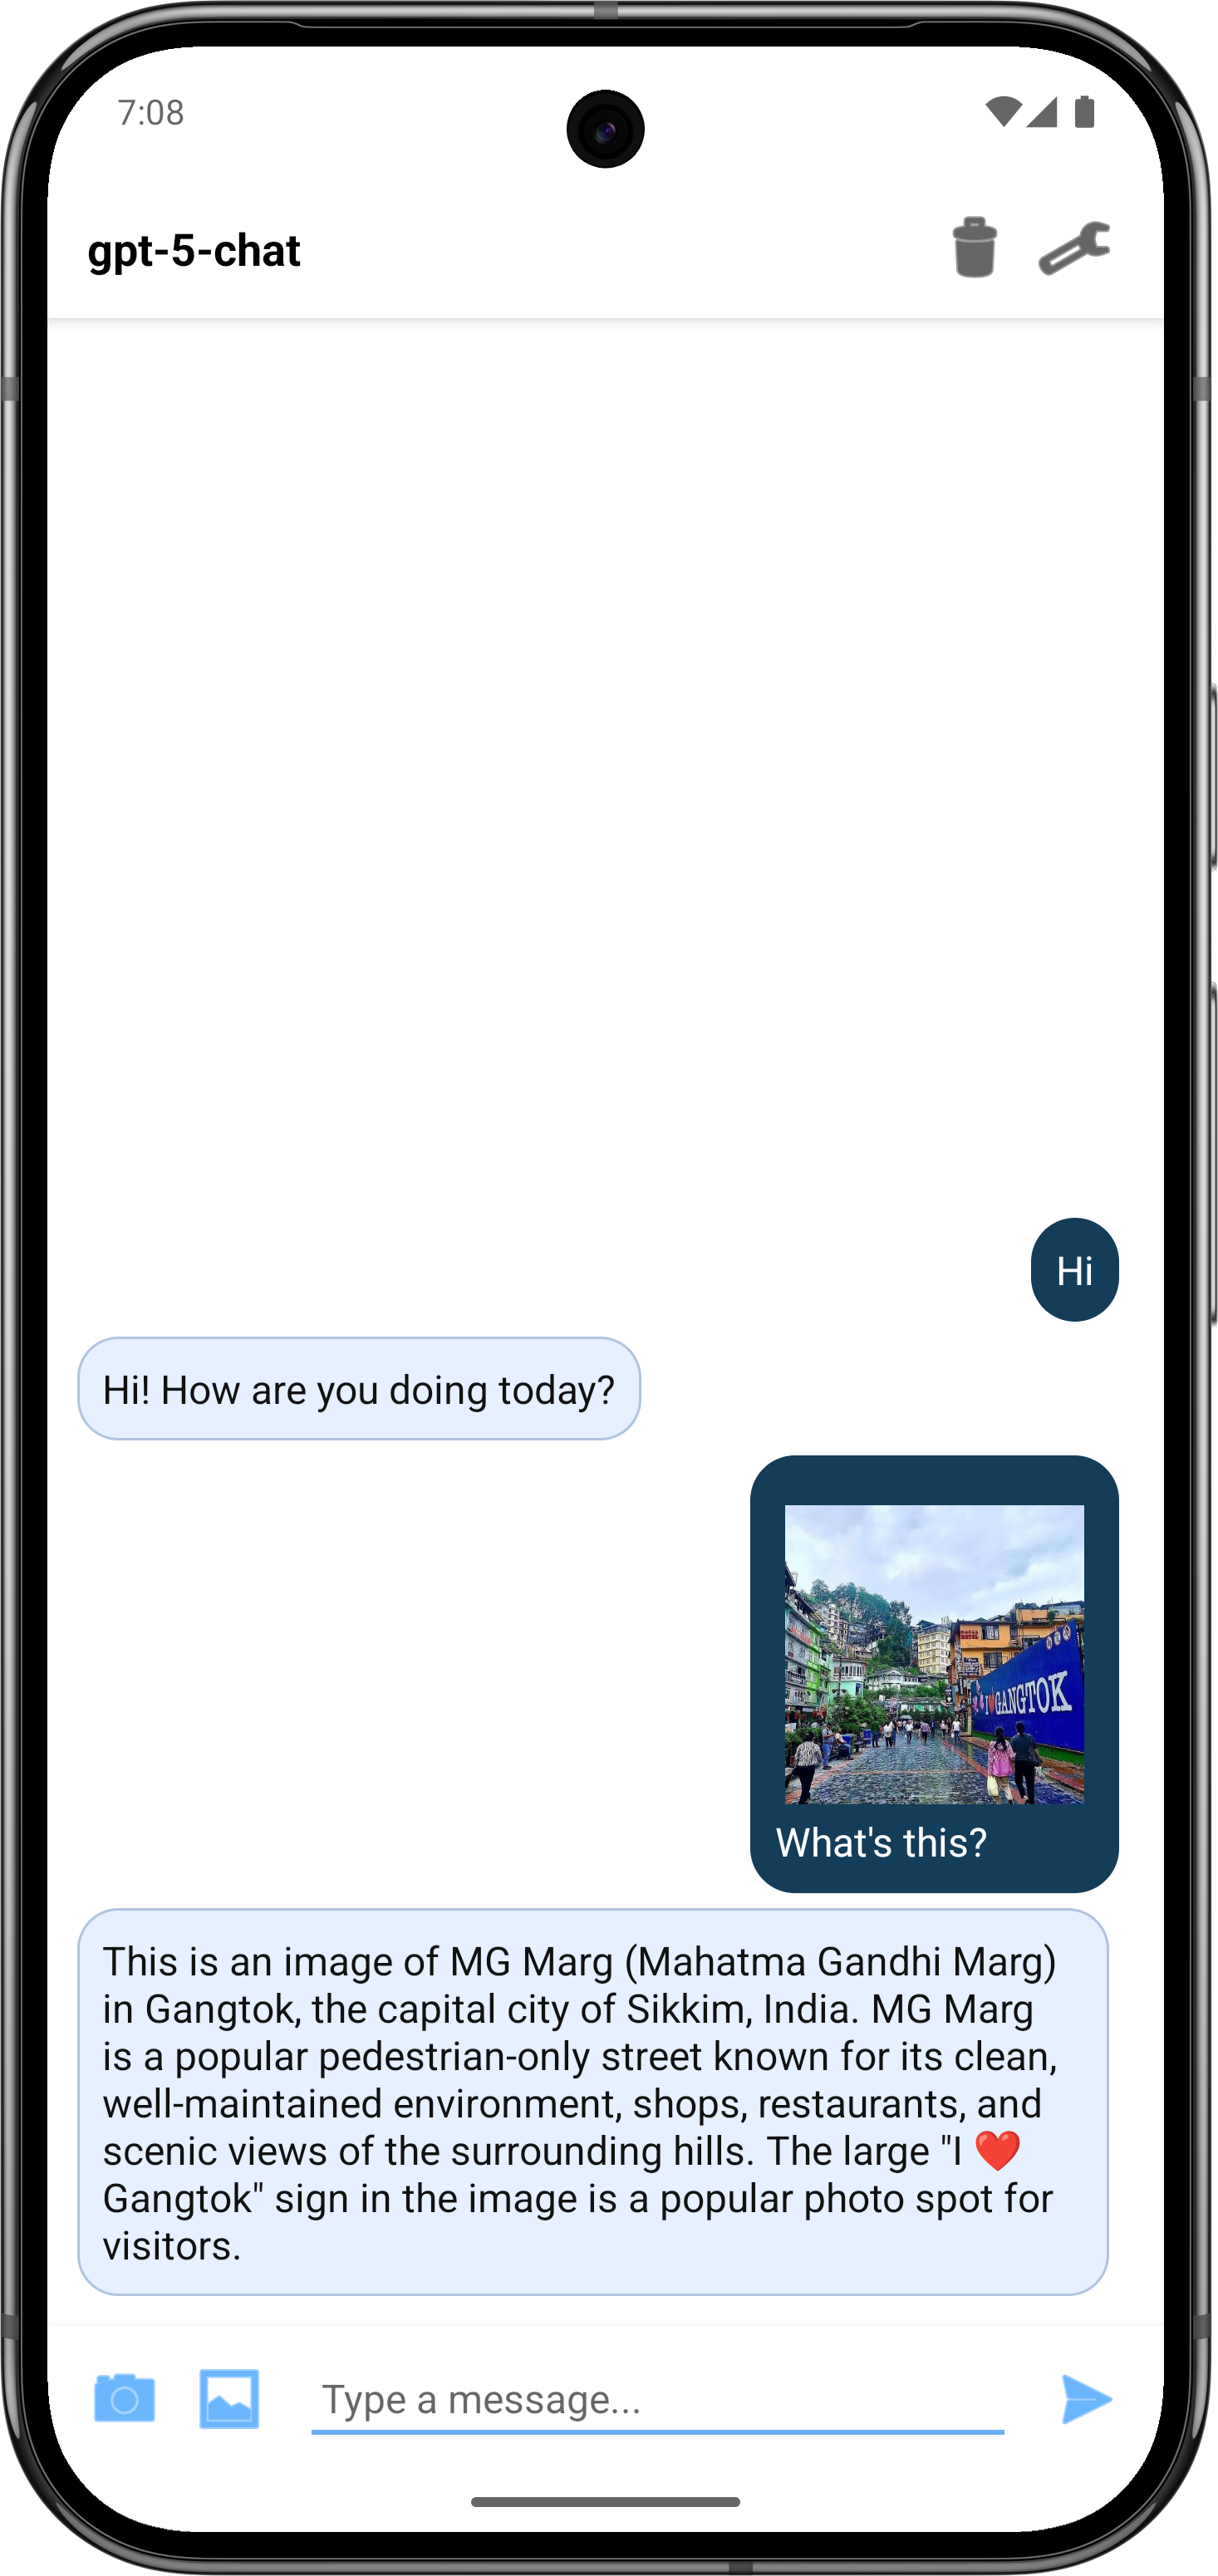 7:08
gpt-5-chat
Hi
Hi! How are you doing today?
I ❤ GANGTOK
What's this?
This is an image of MG Marg (Mahatma Gandhi Marg)
in Gangtok, the capital city of Sikkim, India. MG Marg
is a popular pedestrian-only street known for its clean,
well-maintained environment, shops, restaurants, and
scenic views of the surrounding hills. The large "I ❤️
Gangtok" sign in the image is a popular photo spot for
visitors.
Type a message...